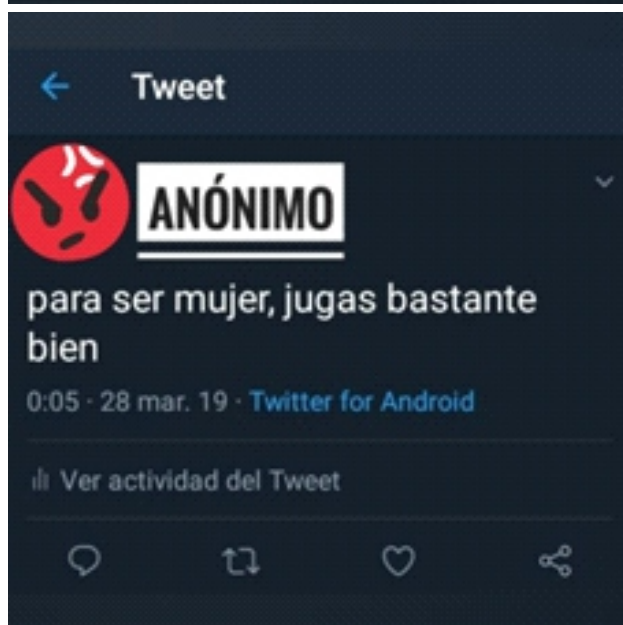 Tweet
ANÓNIMO
para ser mujer, jugas bastante
bien
0:05 · 28 mar. 19 · Twitter for Android
Ver actividad del Tweet